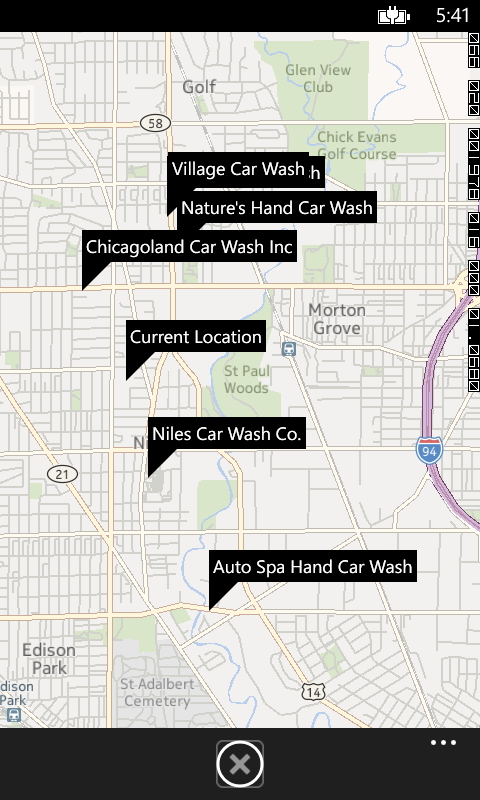 5:41
Glen View
Club
Golf
58
Chick Evans
Golf Course
Village Car Wash
Nature's Hand Car Wash
Chicagoland Car Wash Inc
Morton
Grove
Current Location
St Paul
Woods
Niles Car Wash Co.
94
21
Auto Spa Hand Car Wash
Edison
Park
dison
Park
St Adalbert
Cemetery
14